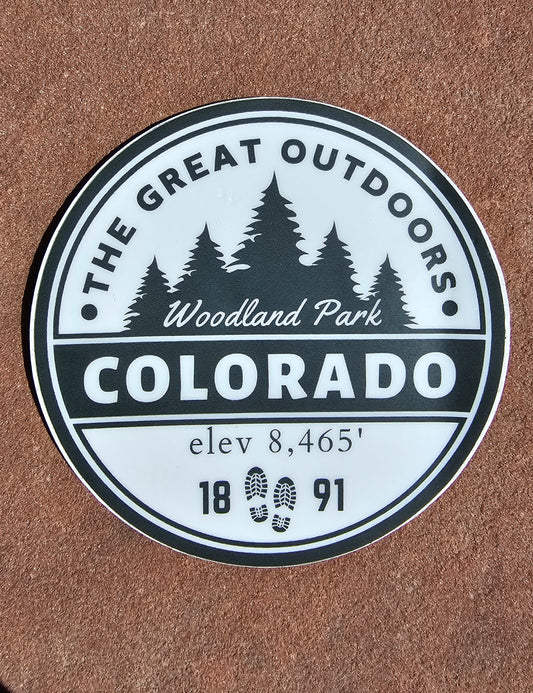 THE GREAT OUTDOORS
Woodland Park
COLORADO
elev 8,465'
18 91